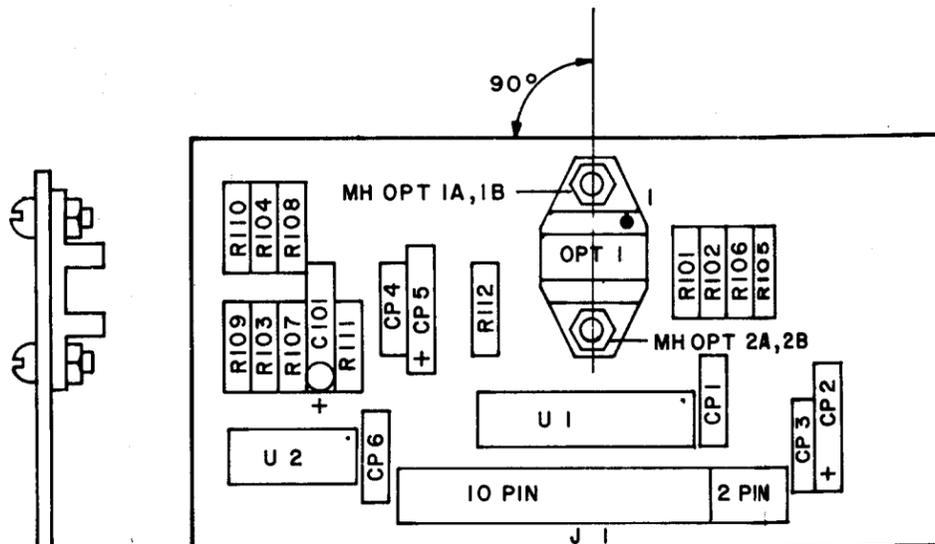 90°
MH OPT 1A,1B
1
R110
R104
R108
OPT 1
R101
R102
R106
R105
CP4
+ CP5
R112
R109
R103
R107
C101
R111
+
MH OPT 2A,2B
CP1
CP3
+ CP2
U 1
U 2
CP6
10 PIN
2 PIN
J 1